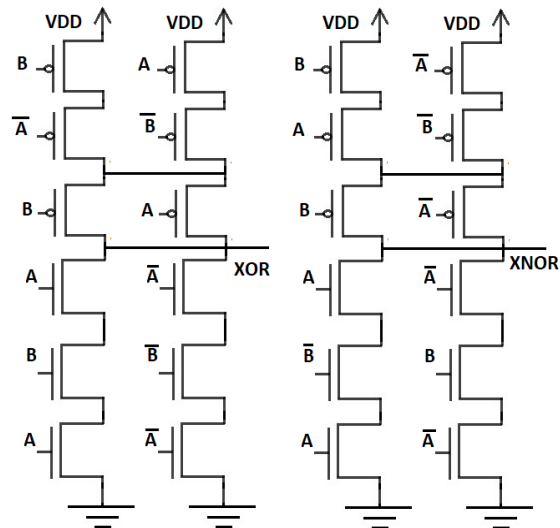 VDD VDD VDD VDD
B A B A̅
A̅ B̅ A B̅
B A B A̅
XOR XNOR
A A̅ A A̅
B B̅ B̅ B
A A̅ A A̅